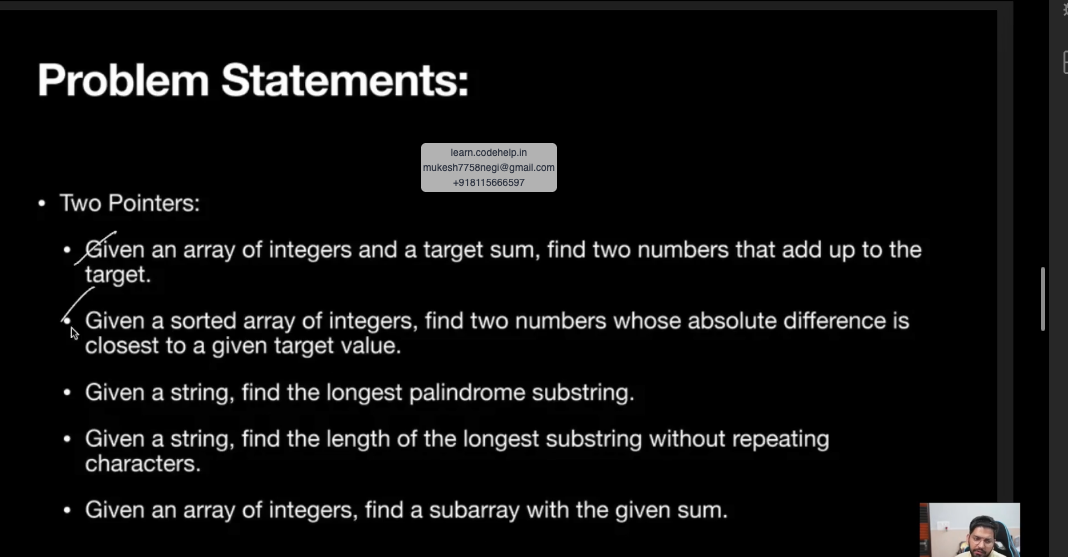 Problem Statements:
learn.codehelp.in
mukesh7758negi@gmail.com
+918115666597
• Two Pointers:
• Given an array of integers and a target sum, find two numbers that add up to the
target.
• Given a sorted array of integers, find two numbers whose absolute difference is
closest to a given target value.
• Given a string, find the longest palindrome substring.
• Given a string, find the length of the longest substring without repeating
characters.
• Given an array of integers, find a subarray with the given sum.